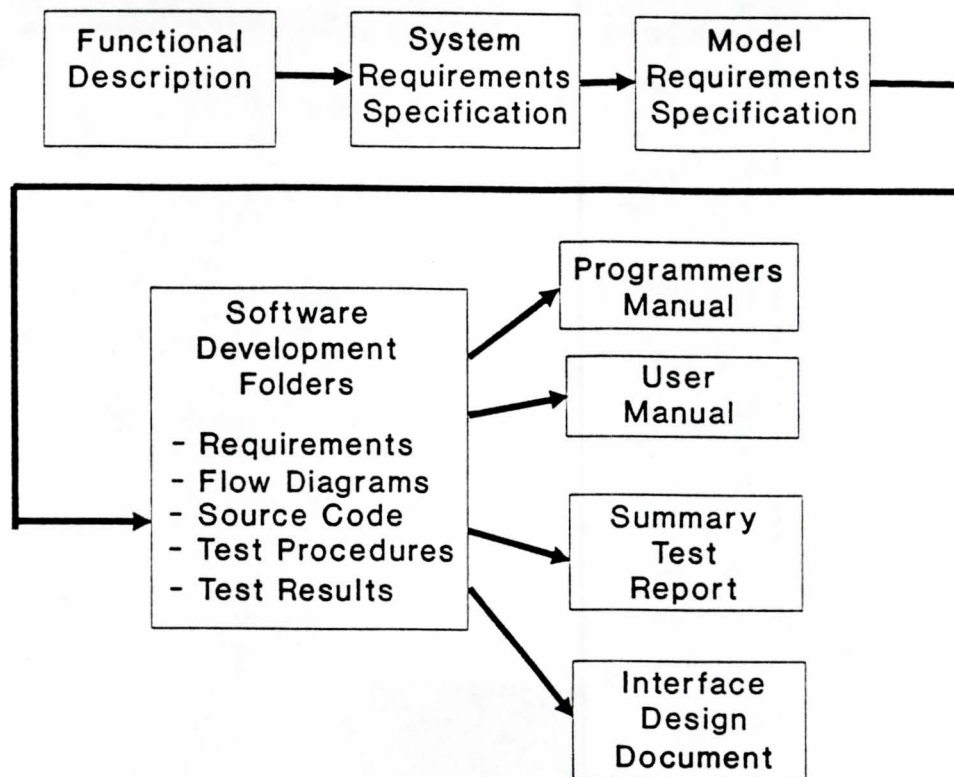 Functional
Description
System
Requirements
Specification
Model
Requirements
Specification
Software
Development
Folders
- Requirements
- Flow Diagrams
- Source Code
- Test Procedures
- Test Results
Programmers
Manual
User
Manual
Summary
Test
Report
Interface
Design
Document